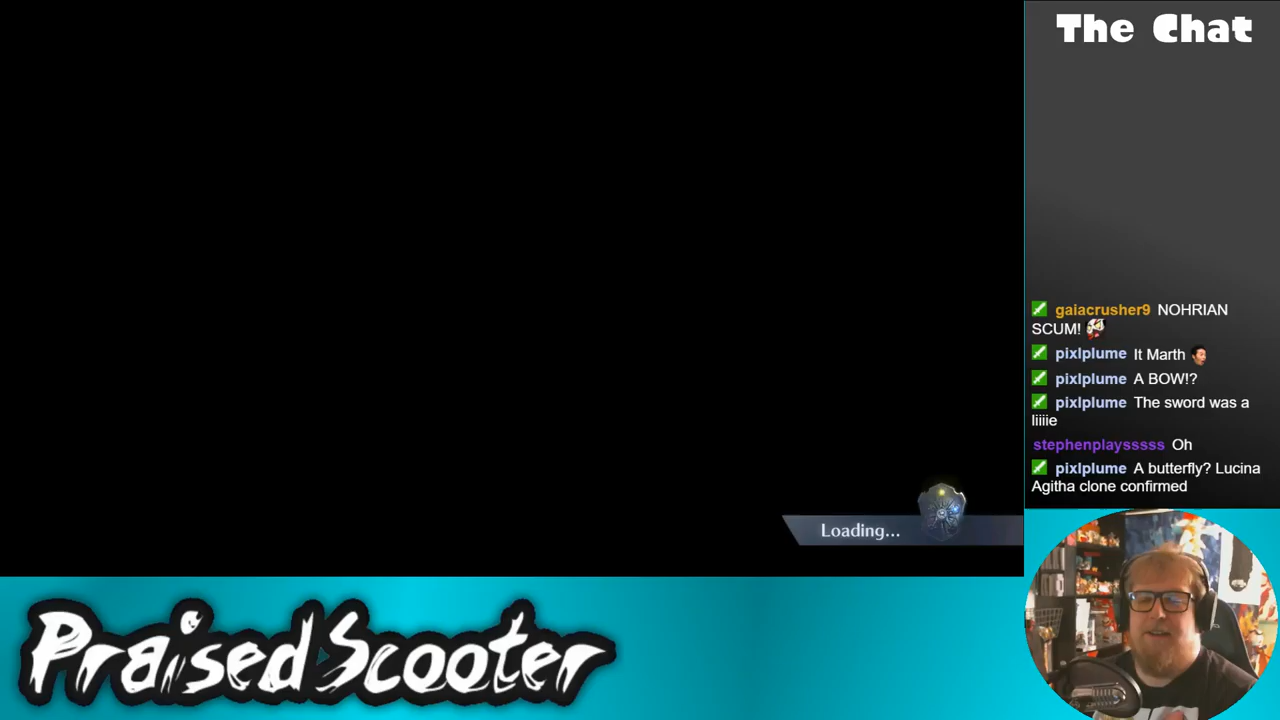 The Chat
gaiacrusher9 NOHRIAN
SCUM!
pixlplume It Marth
pixlplume A BOW!?
pixlplume The sword was a
liiiie
stephenplaysssss Oh
pixlplume A butterfly? Lucina
Agitha clone confirmed
Loading...
PraisedScooter